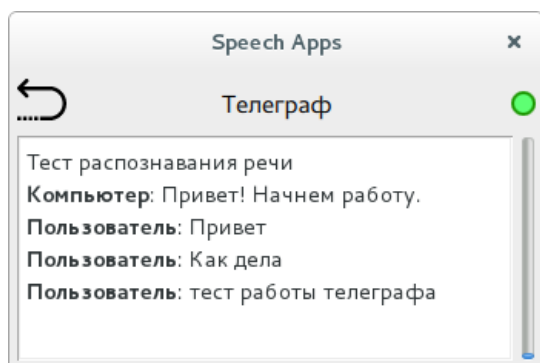 Speech Apps
Телеграф
Тест распознавания речи
Компьютер: Привет! Начнем работу.
Пользователь: Привет
Пользователь: Как дела
Пользователь: тест работы телеграфа